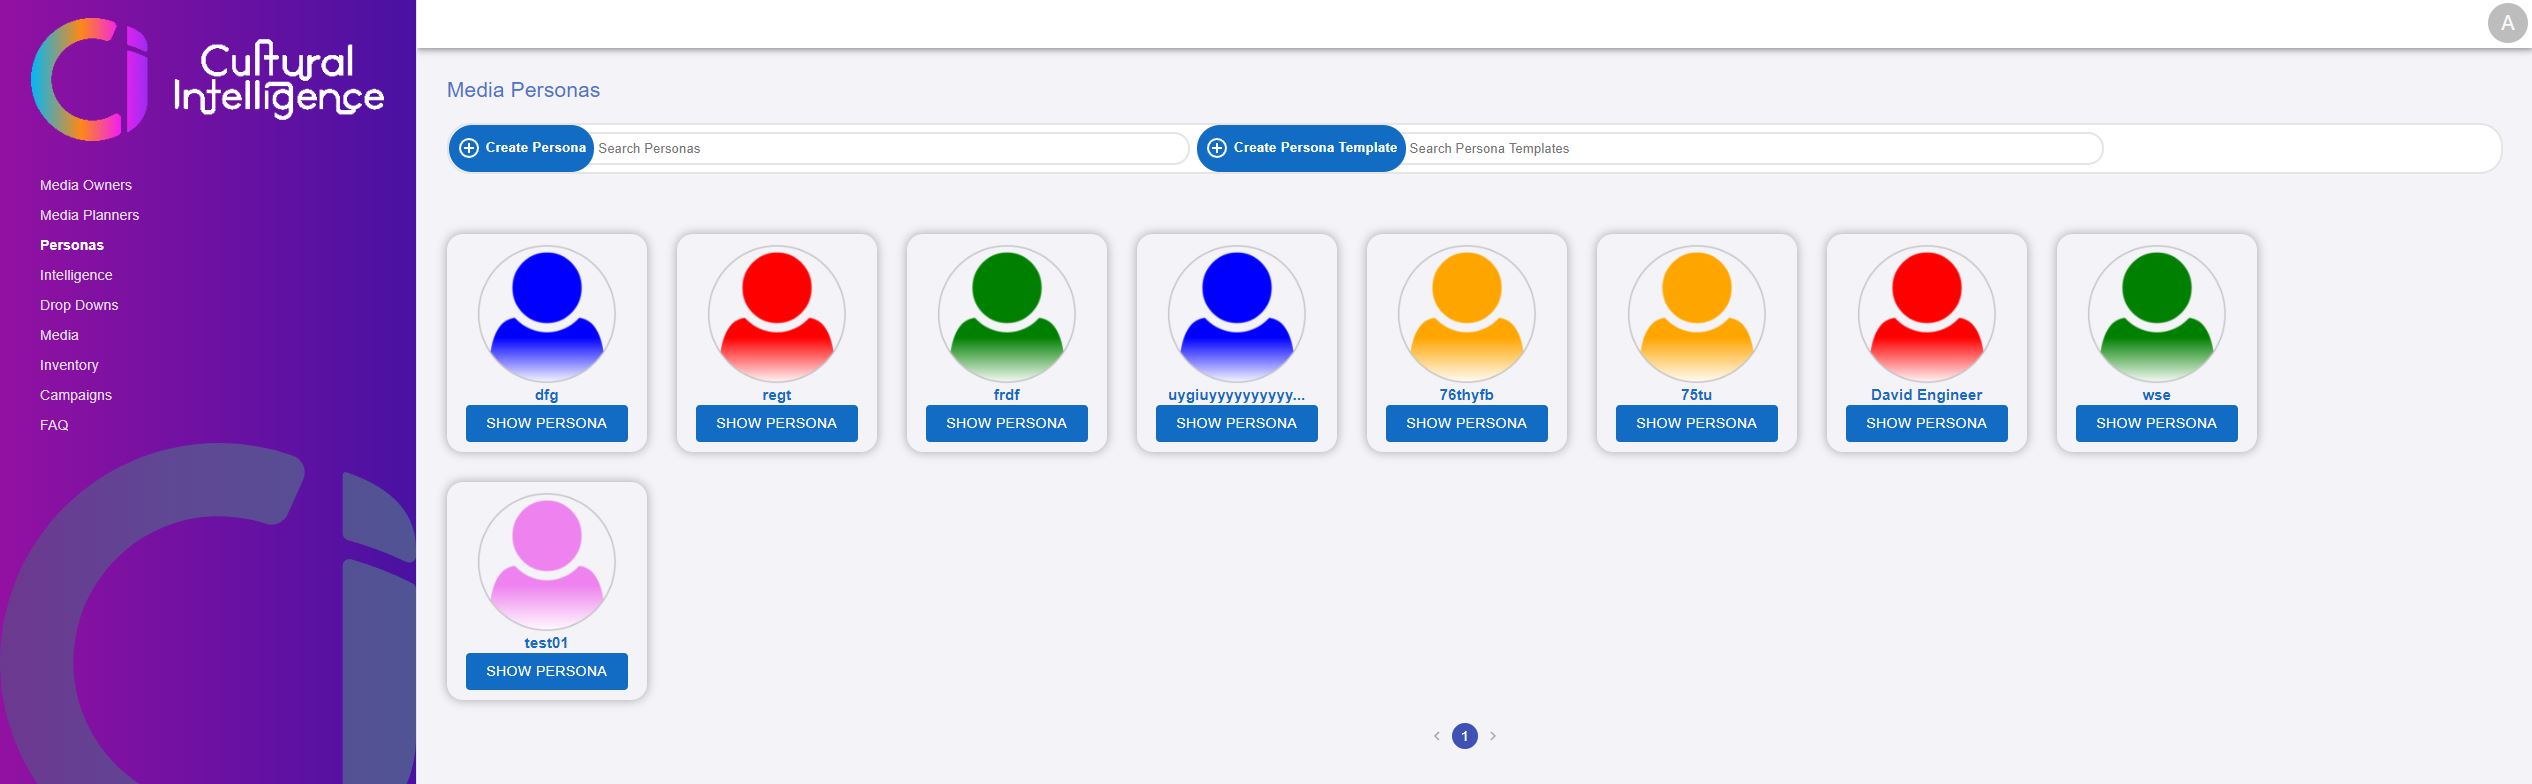 Cultural
Intelligence
A
Media Owners
Media Planners
Personas
Intelligence
Drop Downs
Media
Inventory
Campaigns
FAQ
Media Personas
Create Persona Search Personas Create Persona Template Search Persona Templates
dfg regt frdf uygiuyyyyyyyyyy... 76thyfb 75tu David Engineer wse
SHOW PERSONA SHOW PERSONA SHOW PERSONA SHOW PERSONA SHOW PERSONA SHOW PERSONA SHOW PERSONA SHOW PERSONA
test01
SHOW PERSONA
1